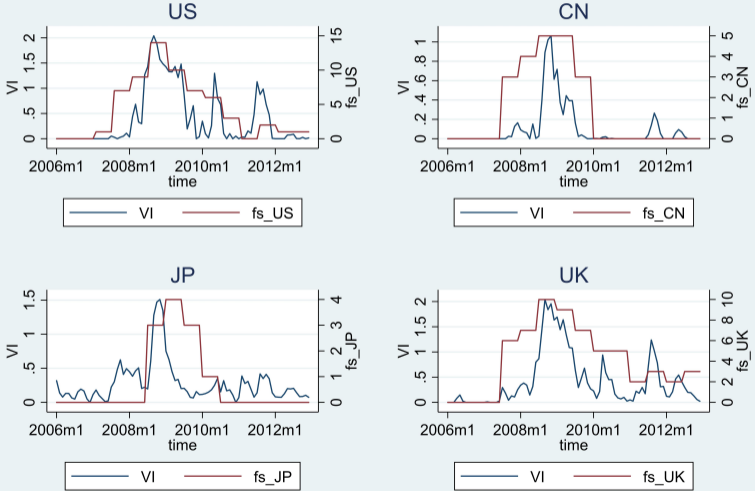 US CN
2 15
1.5 10
VI 1 fs_US
.5 5
0 0
2006m1 2008m1 2010m1 2012m1
time
VI fs_US
1 5
.8 4
VI .6 3 fs_CN
.4 2
.2 1
0 0
2006m1 2008m1 2010m1 2012m1
time
VI fs_CN
JP UK
1.5 4
1 3
VI 2 fs_JP
.5 1
0 0
2006m1 2008m1 2010m1 2012m1
time
VI fs_JP
2 10
1.5 8
VI 1 6 fs_UK
.5 4
2
0 0
2006m1 2008m1 2010m1 2012m1
time
VI fs_UK